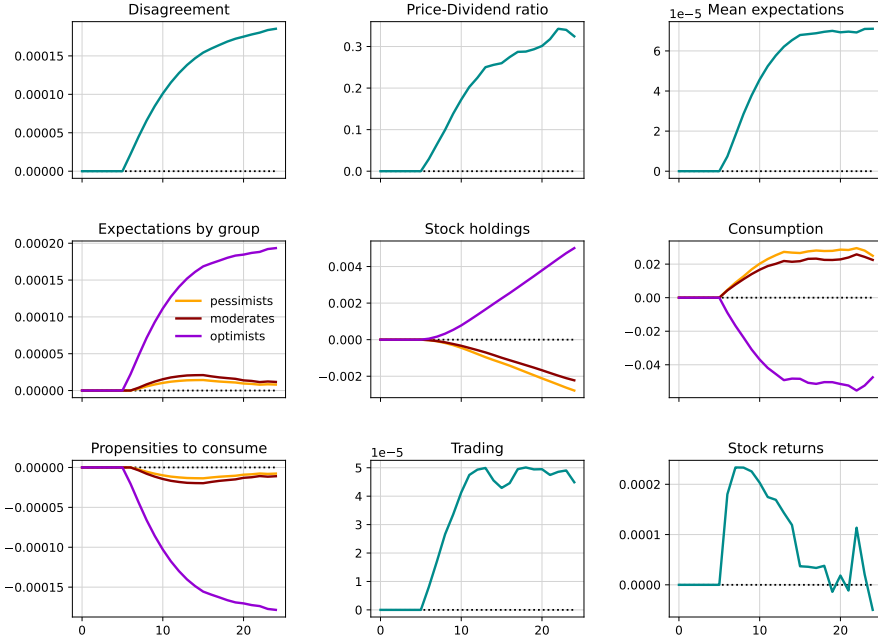 Disagreement
0.00015
0.00010
0.00005
0.00000
Price-Dividend ratio
0.3
0.2
0.1
0.0
Mean expectations
1e−5
6
4
2
0
Expectations by group
0.00020
0.00015
0.00010
0.00005
0.00000
pessimists
moderates
optimists
Stock holdings
0.004
0.002
0.000
−0.002
Consumption
0.02
0.00
−0.02
−0.04
Propensities to consume
0.00000
−0.00005
−0.00010
−0.00015
0 10 20
Trading
1e−5
5
4
3
2
1
0
0 10 20
Stock returns
0.0002
0.0001
0.0000
0 10 20